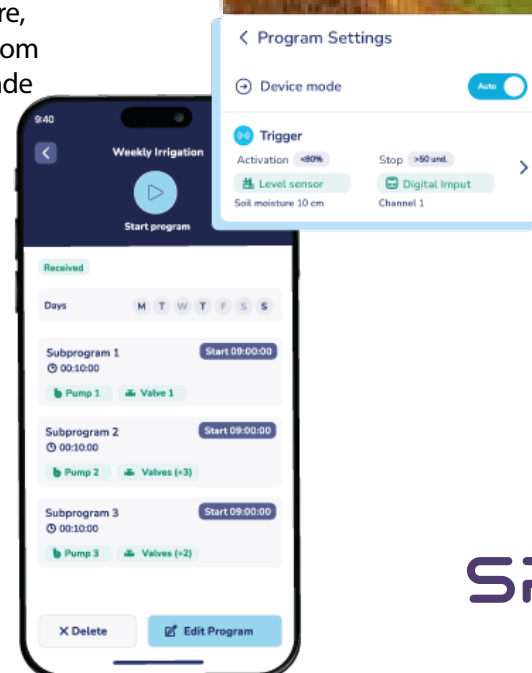 re,
om
de
Program Settings
Device mode
Auto
Trigger
Activation <80% Stop >50 und.
Level sensor Digital Imput
Soil moisture 10 cm Channel 1
9:40
Weekly Irrigation
Start program
Received
Days M T W T F S S
Subprogram 1 Start 09:00:00
00:10:00
Pump 1 Valve 1
Subprogram 2 Start 09:00:00
00:10:00
Pump 2 Valves (+3)
Subprogram 3 Start 09:00:00
00:10:00
Pump 3 Valves (+2)
Delete Edit Program